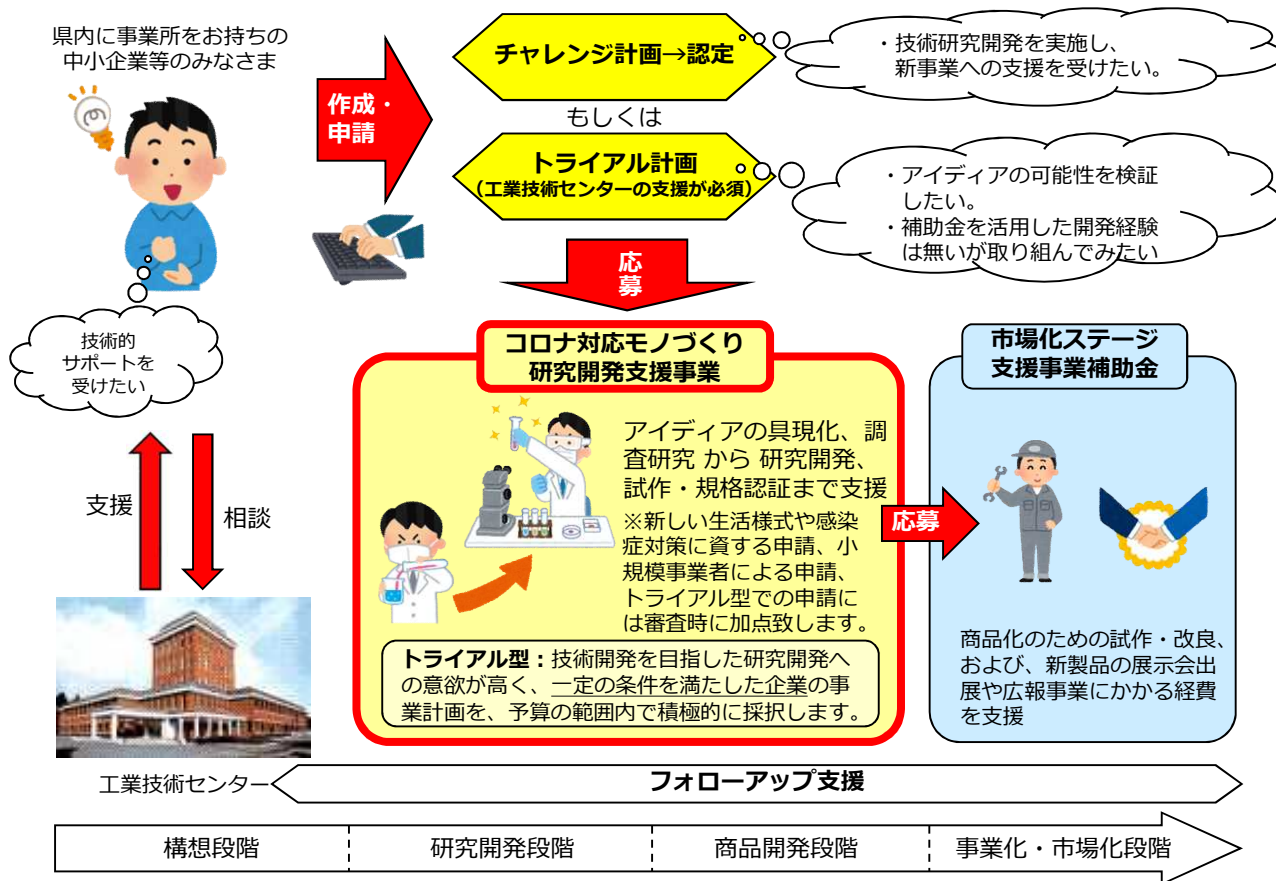 県内に事業所をお持ちの
中小企業等のみなさま
作成・
申請
チャレンジ計画→認定
・技術研究開発を実施し、
新事業への支援を受けたい。
もしくは
トライアル計画
（工業技術センターの支援が必須）
・アイディアの可能性を検証
したい。
・補助金を活用した開発経験
は無いが取り組んでみたい
応
募
技術的
サポートを
受けたい
支援
相談
コロナ対応モノづくり
研究開発支援事業
アイディアの具現化、調
査研究 から 研究開発、
試作・規格認証まで支援
※新しい生活様式や感染
症対策に資する申請、小
規模事業者による申請、
トライアル型での申請に
は審査時に加点致します。
トライアル型：技術開発を目指した研究開発へ
の意欲が高く、一定の条件を満たした企業の事
業計画を、予算の範囲内で積極的に採択します。
応募
市場化ステージ
支援事業補助金
商品化のための試作・改良、
および、新製品の展示会出
展や広報事業にかかる経費
を支援
工業技術センター
フォローアップ支援
構想段階
研究開発段階
商品開発段階
事業化・市場化段階